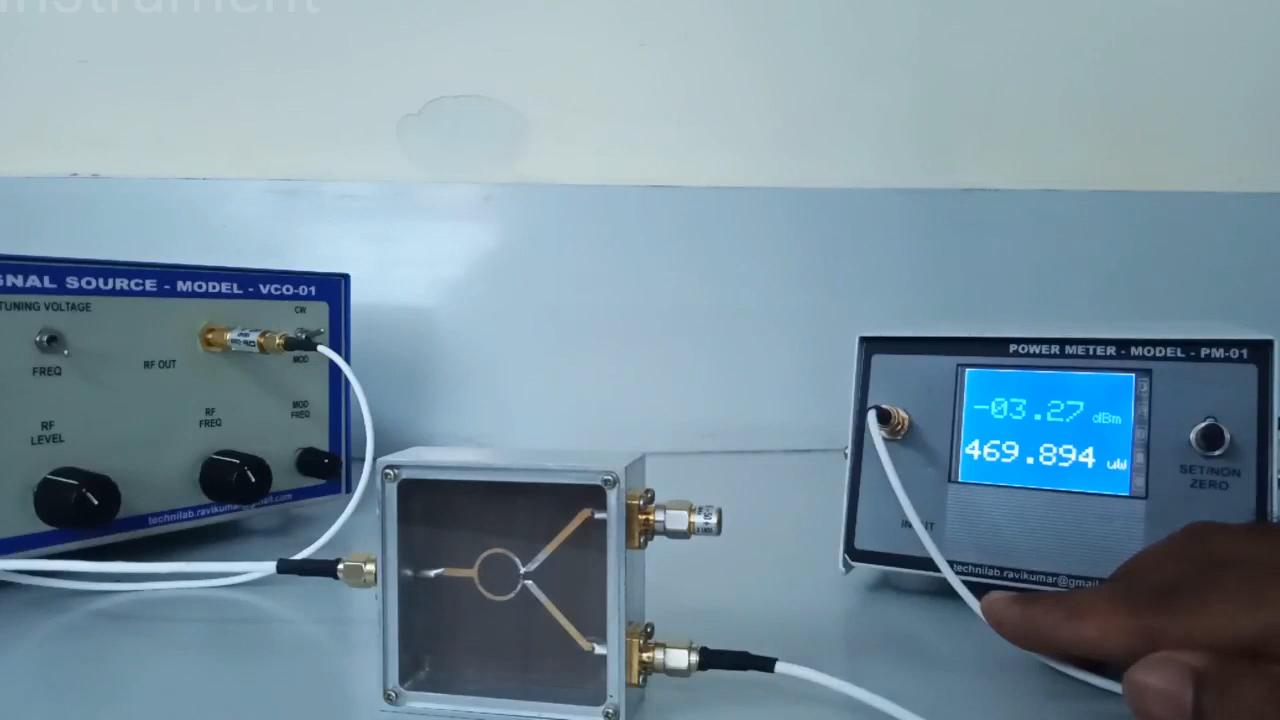 instrument
GNAL SOURCE - MODEL - VCO-01
TUNING VOLTAGE
CW
FREQ
RF OUT
MOD
RF
LEVEL
RF
FREQ
MOD
FREQ
technilab.ravikumar@gmail.com
POWER METER - MODEL - PM-01
-03.27 dBm
469.894 uW
SET/NON
ZERO
technilab.ravikumar@gmail